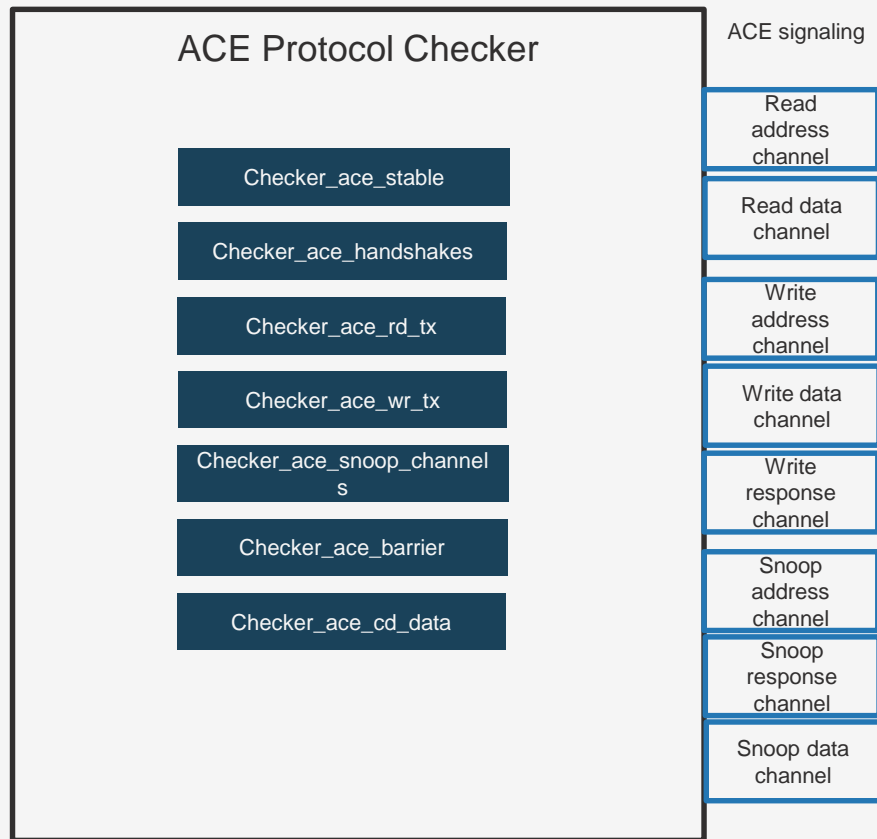 ACE Protocol Checker
Checker_ace_stable
Checker_ace_handshakes
Checker_ace_rd_tx
Checker_ace_wr_tx
Checker_ace_snoop_channel
s
Checker_ace_barrier
Checker_ace_cd_data
ACE signaling
Read
address
channel
Read data
channel
Write
address
channel
Write data
channel
Write
response
channel
Snoop
address
channel
Snoop
response
channel
Snoop data
channel